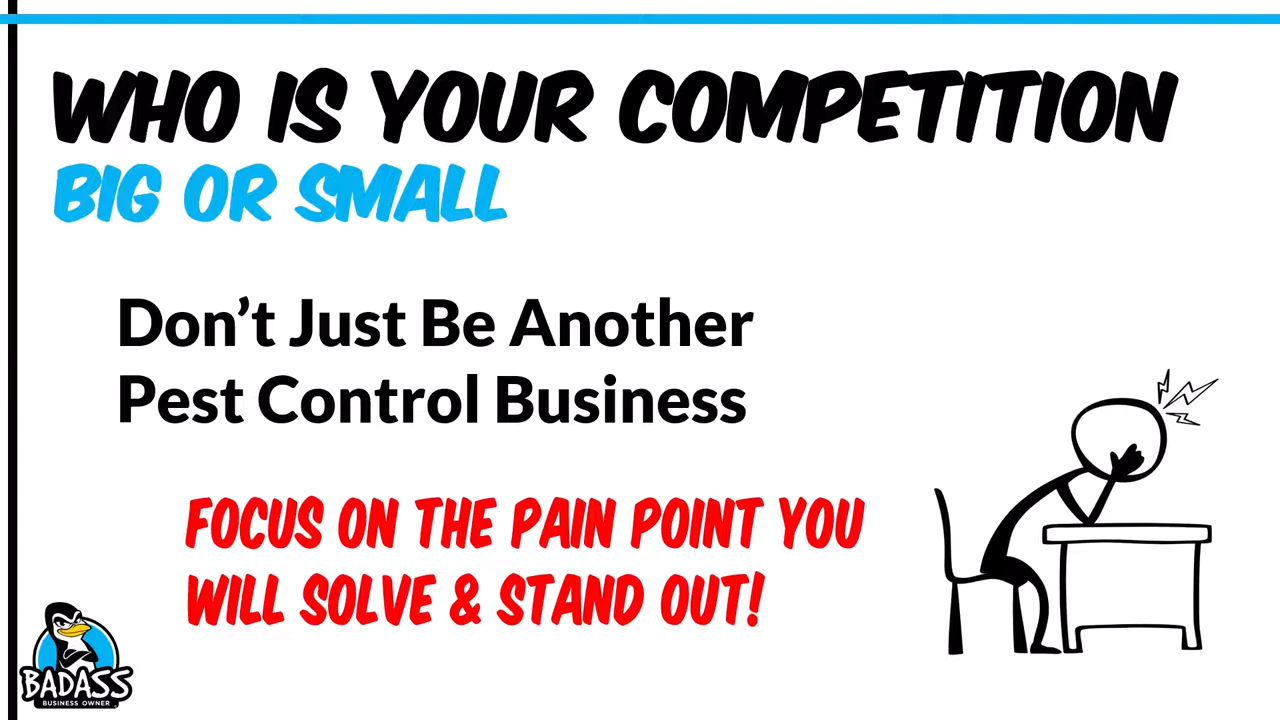 WHO IS YOUR COMPETITION
BIG OR SMALL
Don't Just Be Another
Pest Control Business
FOCUS ON THE PAIN POINT YOU
WILL SOLVE & STAND OUT!
BADASS
BUSINESS OWNER